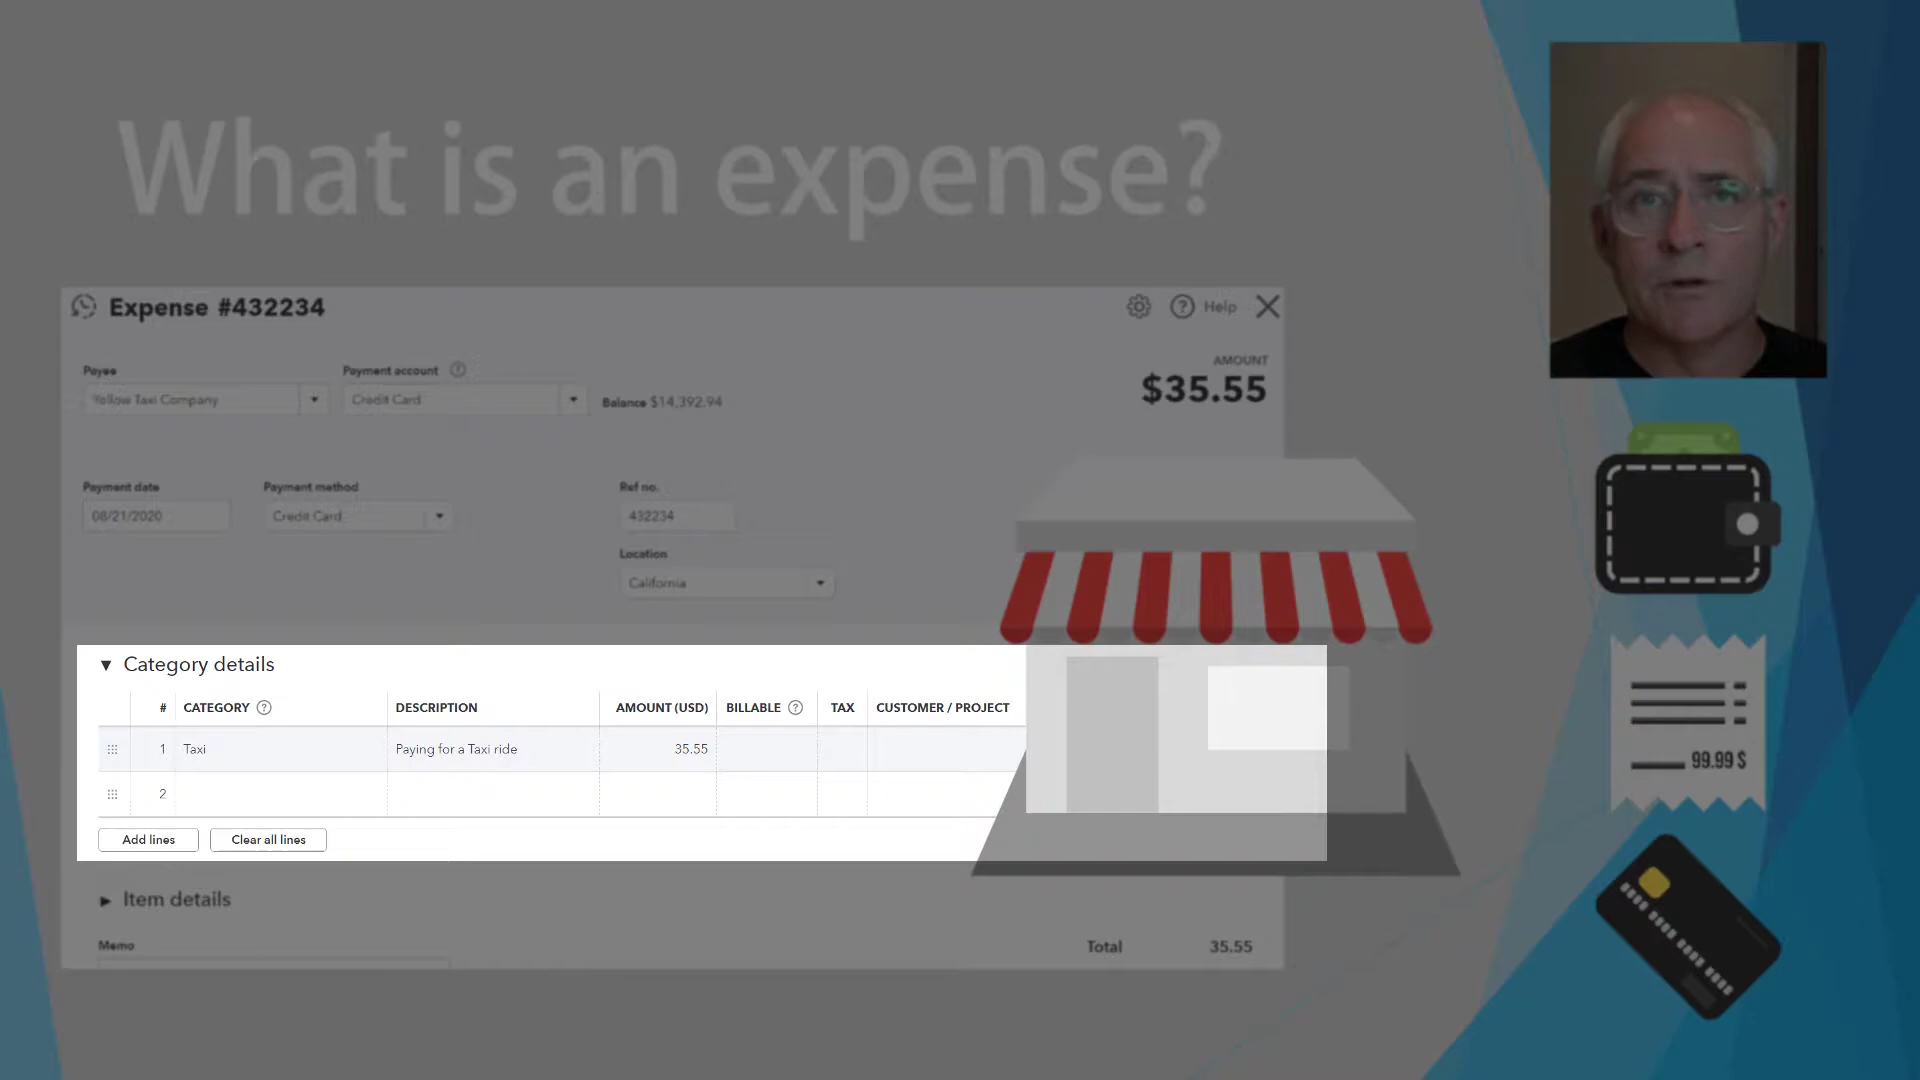 What is an expense?
Expense #432234
Help
Payee
Payment account
AMOUNT
Yellow Taxi Company
Credit Card
Balance $14,392.94
$35.55
Payment date
Payment method
Ref no.
08/21/2020
Credit Card
432234
Location
California
Category details
# CATEGORY DESCRIPTION AMOUNT (USD) BILLABLE TAX CUSTOMER / PROJECT
1 Taxi Paying for a Taxi ride 35.55
2
Add lines
Clear all lines
Item details
Memo
Total 35.55
99.99 $